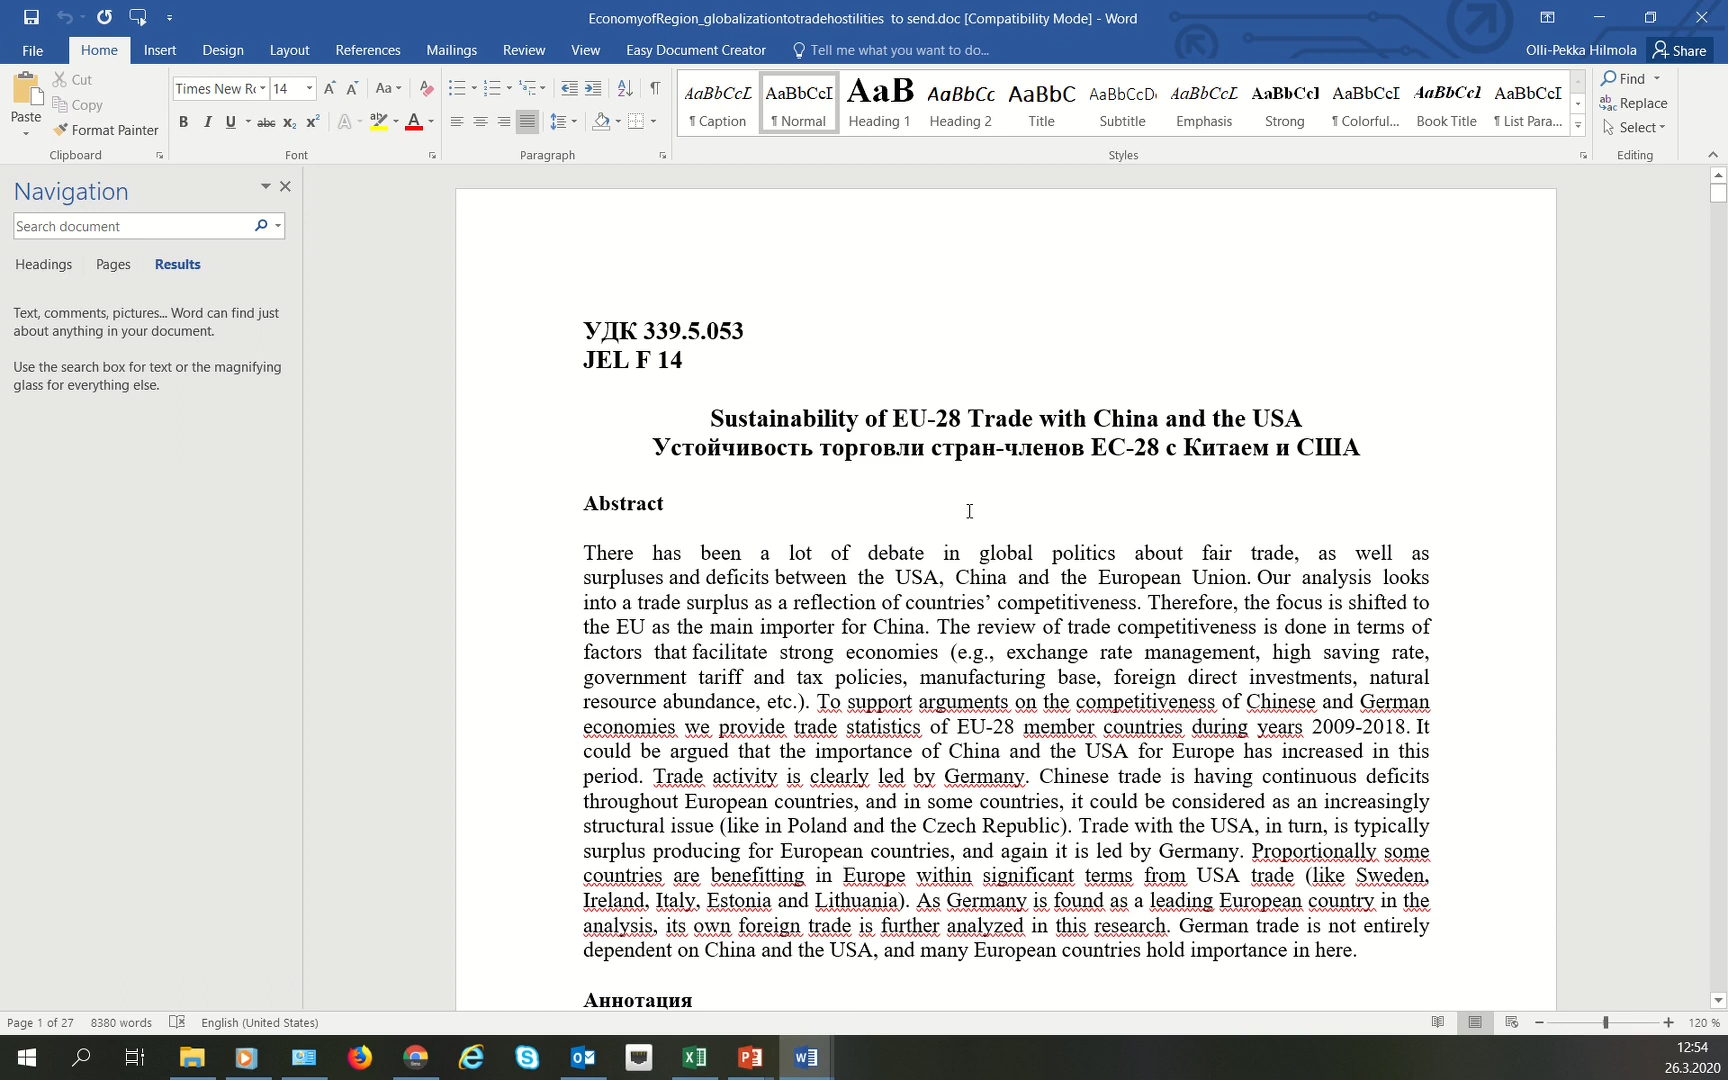 EconomyofRegion_globalizationtotradehostilities to send.doc [Compatibility Mode] - Word
File Home Insert Design Layout References Mailings Review View Easy Document Creator Tell me what you want to do... Olli-Pekka Hilmola Share
Paste
Cut
Copy
Format Painter
Clipboard
Times New Rc 14
Font
Paragraph
AaBbCcL AaBbCcI AaB AaBbCc AaBbC AaBbCcD AaBbCcL AaBbCcI AaBbCcI AaBbCcI AaBbCcI
¶ Caption ¶ Normal Heading 1 Heading 2 Title Subtitle Emphasis Strong ¶ Colorful... Book Title ¶ List Para...
Styles
Find
Replace
Select
Editing
Navigation
Search document
Headings Pages Results
Text, comments, pictures... Word can find just
about anything in your document.
Use the search box for text or the magnifying
glass for everything else.
УДК 339.5.053
JEL F 14
Sustainability of EU-28 Trade with China and the USA
Устойчивость торговли стран-членов ЕС-28 с Китаем и США
Abstract
There has been a lot of debate in global politics about fair trade, as well as
surpluses and deficits between the USA, China and the European Union. Our analysis looks
into a trade surplus as a reflection of countries’ competitiveness. Therefore, the focus is shifted to
the EU as the main importer for China. The review of trade competitiveness is done in terms of
factors that facilitate strong economies (e.g., exchange rate management, high saving rate,
government tariff and tax policies, manufacturing base, foreign direct investments, natural
resource abundance, etc.). To support arguments on the competitiveness of Chinese and German
economies we provide trade statistics of EU-28 member countries during years 2009-2018. It
could be argued that the importance of China and the USA for Europe has increased in this
period. Trade activity is clearly led by Germany. Chinese trade is having continuous deficits
throughout European countries, and in some countries, it could be considered as an increasingly
structural issue (like in Poland and the Czech Republic). Trade with the USA, in turn, is typically
surplus producing for European countries, and again it is led by Germany. Proportionally some
countries are benefitting in Europe within significant terms from USA trade (like Sweden,
Ireland, Italy, Estonia and Lithuania). As Germany is found as a leading European country in the
analysis, its own foreign trade is further analyzed in this research. German trade is not entirely
dependent on China and the USA, and many European countries hold importance in here.
Аннотация
Page 1 of 27 8380 words English (United States) 120 %
12:54
26.3.2020